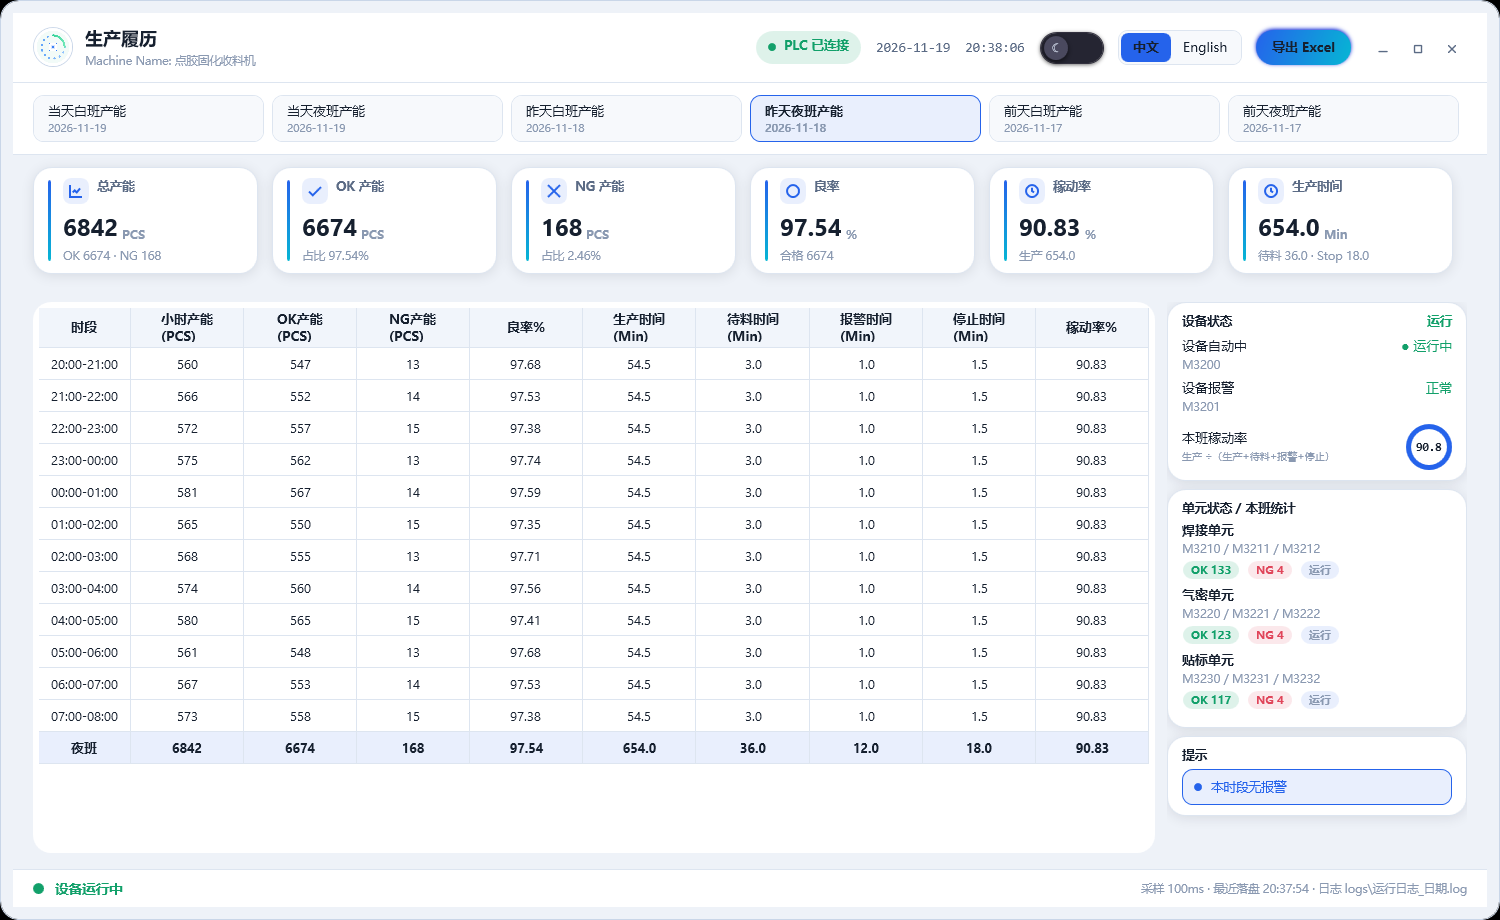 生产履历
Machine Name: 点胶固化收料机
PLC 已连接
2026-11-19 20:38:06
中文 English
导出 Excel
当天白班产能
2026-11-19
当天夜班产能
2026-11-19
昨天白班产能
2026-11-18
昨天夜班产能
2026-11-18
前天白班产能
2026-11-17
前天夜班产能
2026-11-17
总产能
6842 PCS
OK 6674 · NG 168
OK 产能
6674 PCS
占比 97.54%
NG 产能
168 PCS
占比 2.46%
良率
97.54 %
合格 6674
稼动率
90.83 %
生产 654.0
生产时间
654.0 Min
待料 36.0 · Stop 18.0
时段 小时产能(PCS) OK产能(PCS) NG产能(PCS) 良率% 生产时间(Min) 待料时间(Min) 报警时间(Min) 停止时间(Min) 稼动率%
20:00-21:00 560 547 13 97.68 54.5 3.0 1.0 1.5 90.83
21:00-22:00 566 552 14 97.53 54.5 3.0 1.0 1.5 90.83
22:00-23:00 572 557 15 97.38 54.5 3.0 1.0 1.5 90.83
23:00-00:00 575 562 13 97.74 54.5 3.0 1.0 1.5 90.83
00:00-01:00 581 567 14 97.59 54.5 3.0 1.0 1.5 90.83
01:00-02:00 565 550 15 97.35 54.5 3.0 1.0 1.5 90.83
02:00-03:00 568 555 13 97.71 54.5 3.0 1.0 1.5 90.83
03:00-04:00 574 560 14 97.56 54.5 3.0 1.0 1.5 90.83
04:00-05:00 580 565 15 97.41 54.5 3.0 1.0 1.5 90.83
05:00-06:00 561 548 13 97.68 54.5 3.0 1.0 1.5 90.83
06:00-07:00 567 553 14 97.53 54.5 3.0 1.0 1.5 90.83
07:00-08:00 573 558 15 97.38 54.5 3.0 1.0 1.5 90.83
夜班 6842 6674 168 97.54 654.0 36.0 12.0 18.0 90.83
设备状态 运行
设备自动中 运行中
M3200
设备报警 正常
M3201
本班稼动率
生产 ÷（生产+待料+报警+停止）
90.8
单元状态 / 本班统计
焊接单元
M3210 / M3211 / M3212
OK 133 NG 4 运行
气密单元
M3220 / M3221 / M3222
OK 123 NG 4 运行
贴标单元
M3230 / M3231 / M3232
OK 117 NG 4 运行
提示
本时段无报警
设备运行中
采样 100ms · 最近落盘 20:37:54 · 日志 logs\运行日志_日期.log